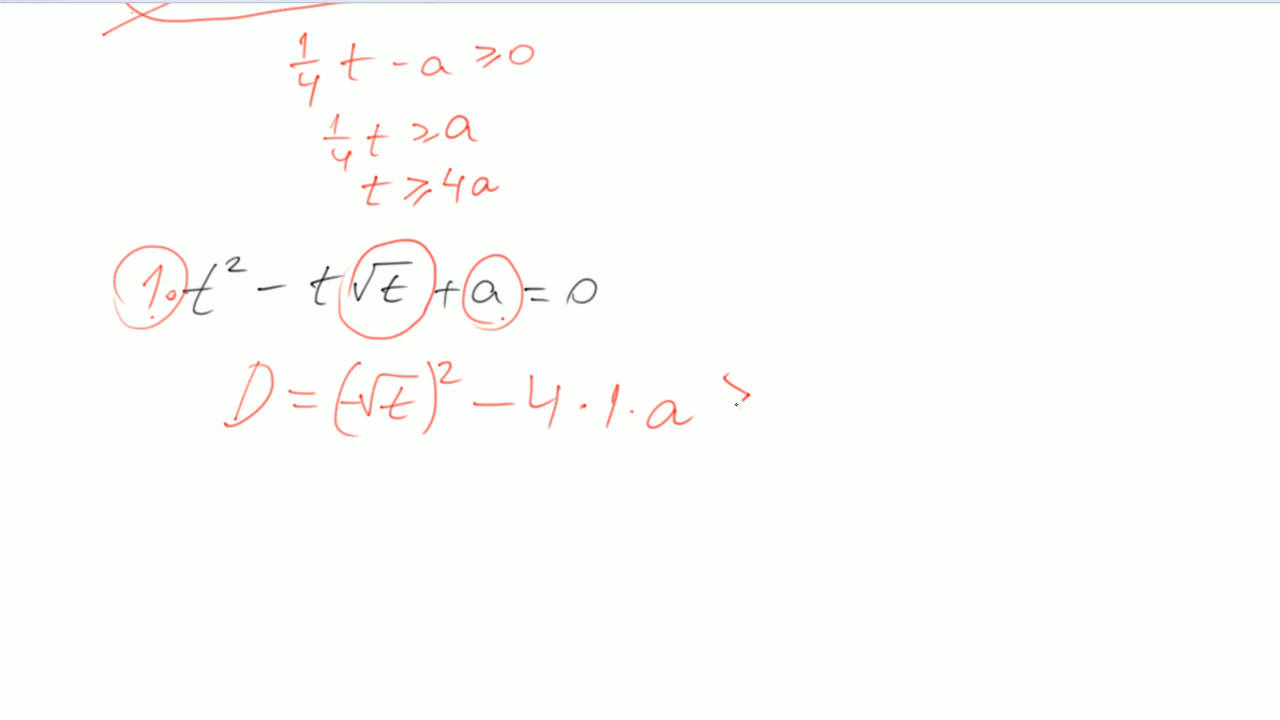 1/4 t - a ⩾ 0
1/4 t ⩾ a
t ⩾ 4a
1·t² - t√t + a = 0
D = (-√t)² - 4·1·a >